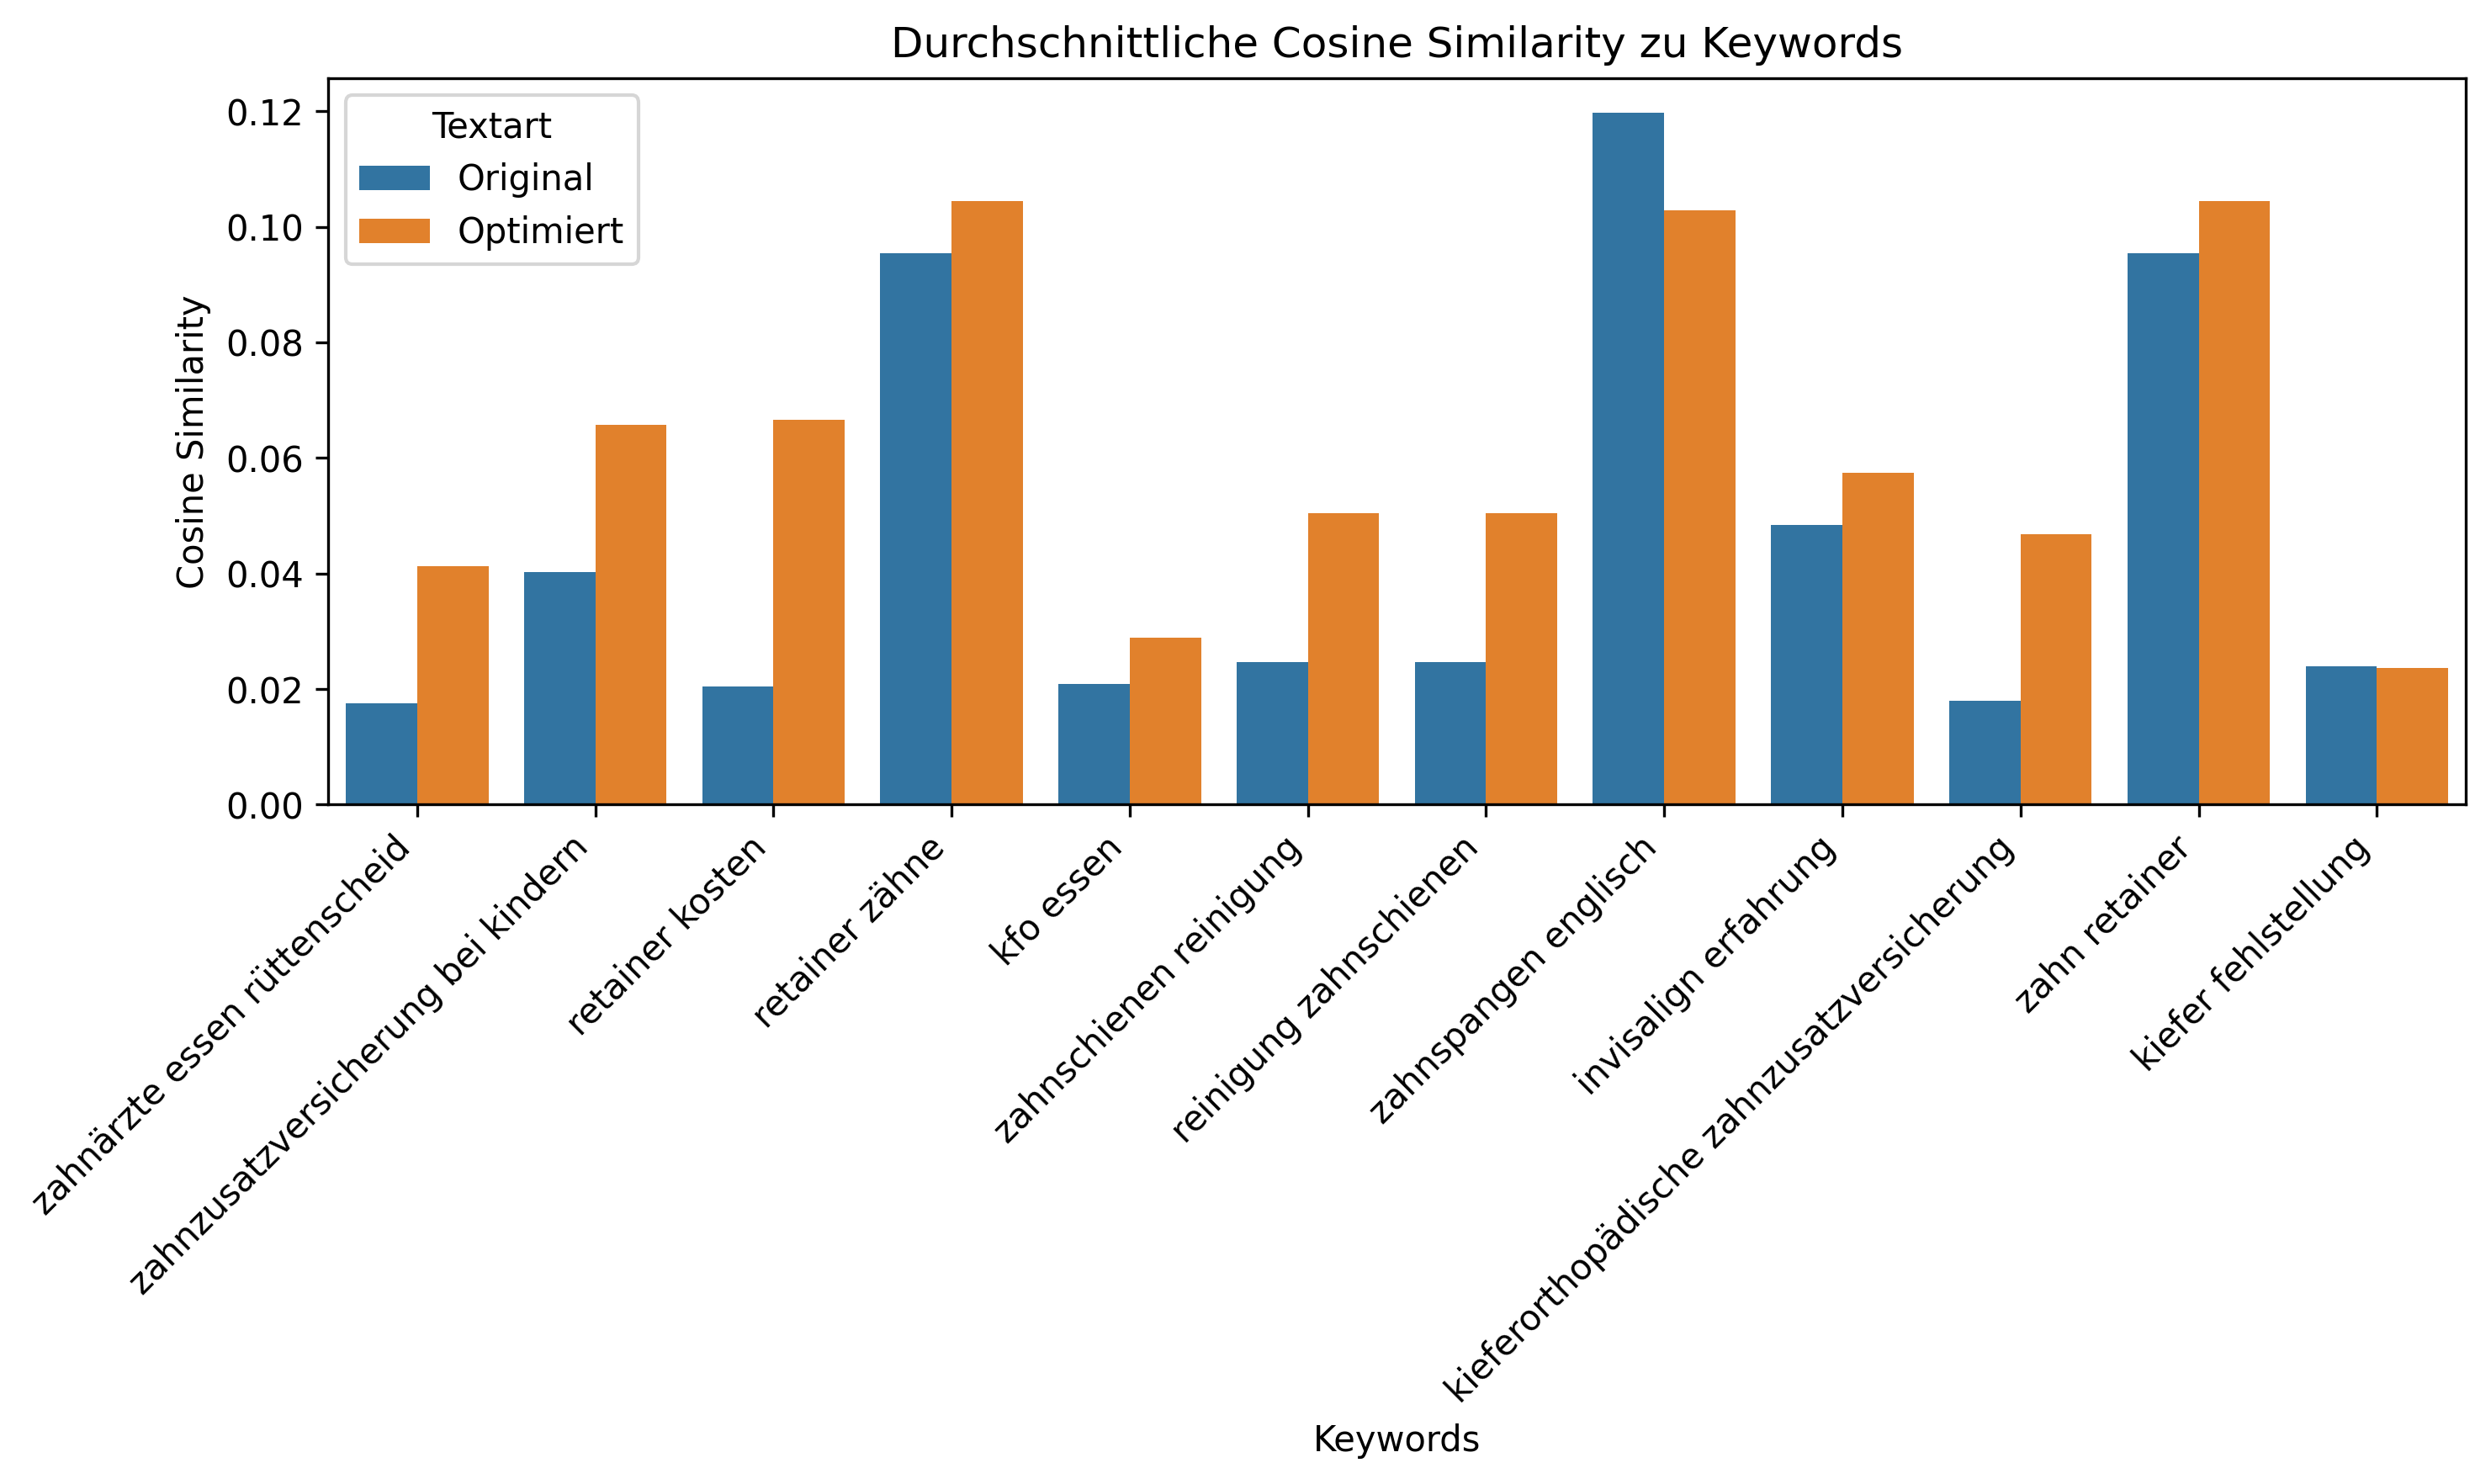 Durchschnittliche Cosine Similarity zu Keywords
Textart
Original
Optimiert
Cosine Similarity
0.12
0.10
0.08
0.06
0.04
0.02
0.00
zahnärzte essen rüttenscheid
zahnzusatzversicherung bei kindern
retainer kosten
retainer zähne
kfo essen
zahnschienen reinigung
reinigung zahnschienen
zahnspangen englisch
invisalign erfahrung
kieferorthopädische zahnzusatzversicherung
zahn retainer
kiefer fehlstellung
Keywords